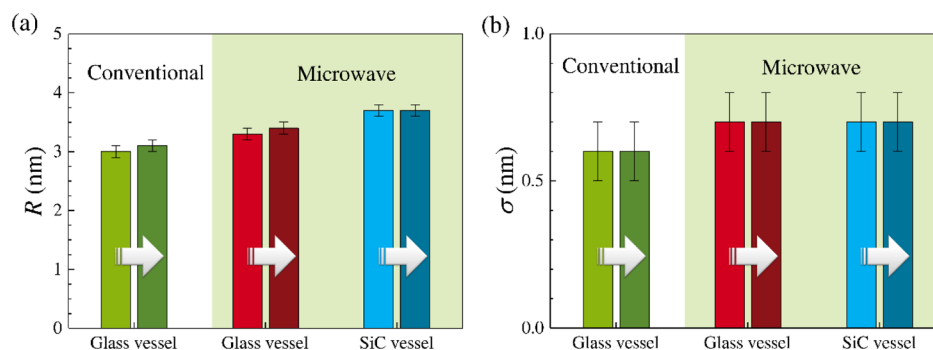 (a)
5
4
3
2
1
0
R (nm)
Conventional
Microwave
Glass vessel
Glass vessel
SiC vessel
(b)
1.0
0.5
0.0
σ (nm)
Conventional
Microwave
Glass vessel
Glass vessel
SiC vessel